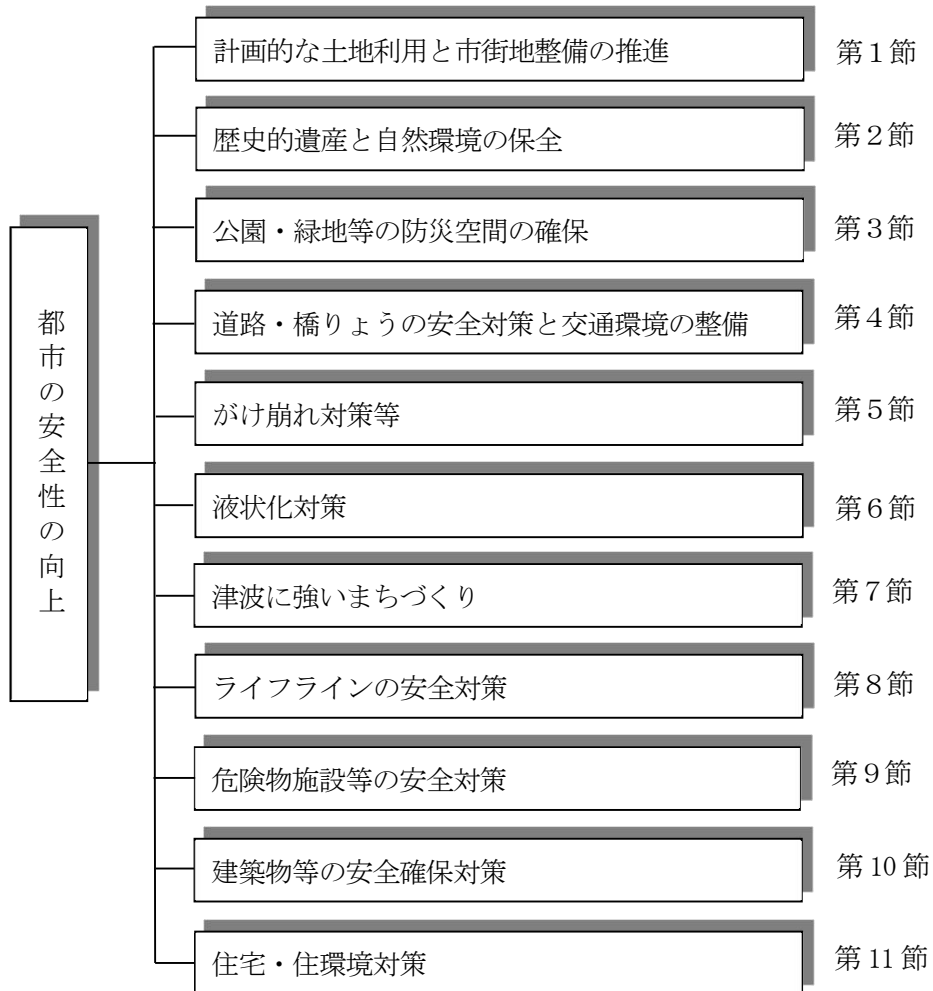 計画的な土地利用と市街地整備の推進 第１節
歴史的遺産と自然環境の保全 第２節
公園・緑地等の防災空間の確保 第３節
道路・橋りょうの安全対策と交通環境の整備 第４節
がけ崩れ対策等 第５節
液状化対策 第６節
津波に強いまちづくり 第７節
ライフラインの安全対策 第８節
危険物施設等の安全対策 第９節
建築物等の安全確保対策 第10節
住宅・住環境対策 第11節
都市の安全性の向上